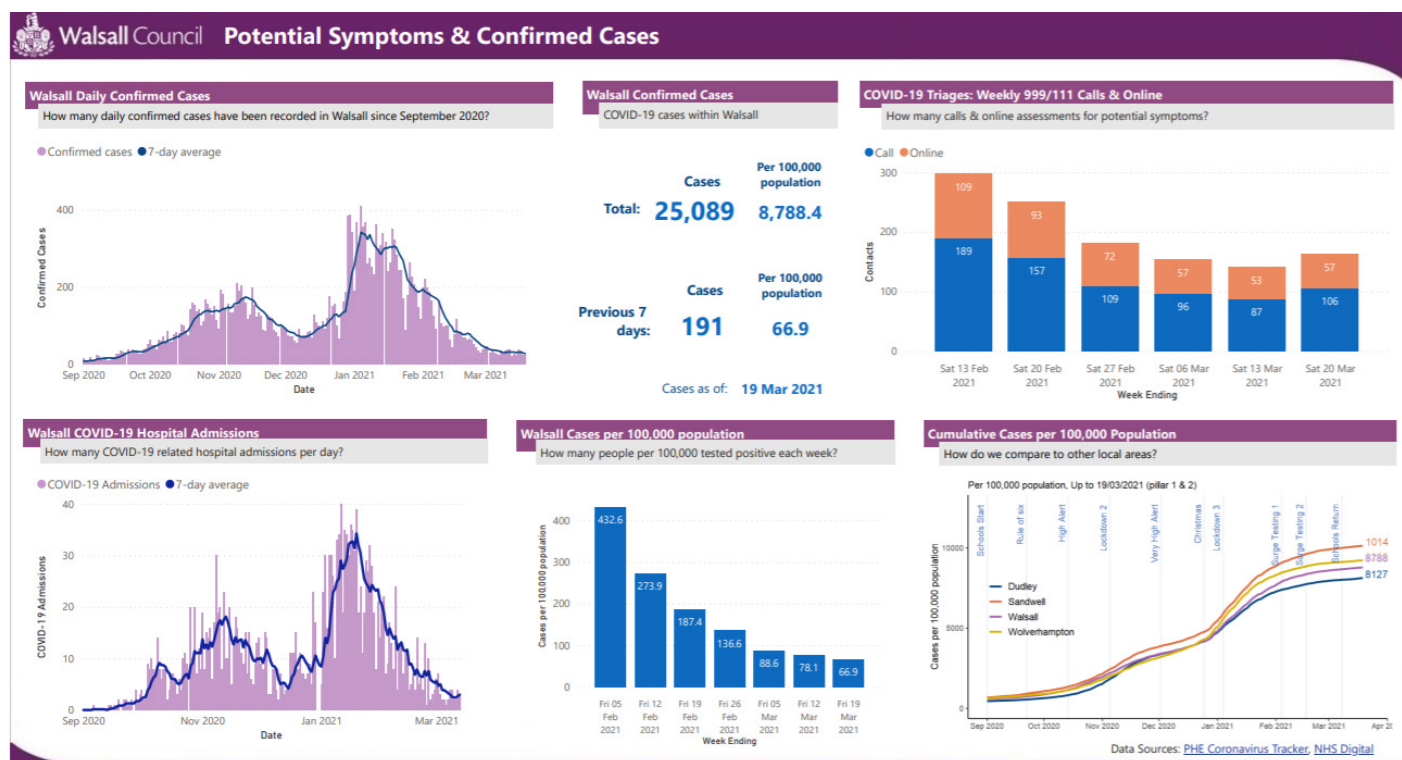 Walsall Council Potential Symptoms & Confirmed Cases
Walsall Daily Confirmed Cases
How many daily confirmed cases have been recorded in Walsall since September 2020?
Confirmed cases 7-day average
Confirmed Cases
400
200
0
Sep 2020 Oct 2020 Nov 2020 Dec 2020 Jan 2021 Feb 2021 Mar 2021
Date
Walsall Confirmed Cases
COVID-19 cases within Walsall
Cases
Per 100,000
population
Total: 25,089 8,788.4
Cases
Per 100,000
population
Previous 7
days:
191 66.9
Cases as of: 19 Mar 2021
COVID-19 Triages: Weekly 999/111 Calls & Online
How many calls & online assessments for potential symptoms?
Call Online
Contacts
300
200
100
0
109 93 72 57 53 57
189 157 109 96 87 106
Sat 13 Feb Sat 20 Feb Sat 27 Feb Sat 06 Mar Sat 13 Mar Sat 20 Mar
2021 2021 2021 2021 2021 2021
Week Ending
Walsall COVID-19 Hospital Admissions
How many COVID-19 related hospital admissions per day?
COVID-19 Admissions 7-day average
COVID-19 Admissions
40
30
20
10
0
Sep 2020 Nov 2020 Jan 2021 Mar 2021
Date
Walsall Cases per 100,000 population
How many people per 100,000 tested positive each week?
Cases per 100,000 population
400
300
200
100
0
432.6 273.9 187.4 136.6 88.6 78.1 66.9
Fri 05 Fri 12 Fri 19 Fri 26 Fri 05 Fri 12 Fri 19
Feb Feb Feb Feb Mar Mar Mar
2021 2021 2021 2021 2021 2021 2021
Week Ending
Cumulative Cases per 100,000 Population
How do we compare to other local areas?
Per 100,000 population, Up to 19/03/2021 (pillar 1 & 2)
Schools Start
Rule of six
High Alert
Lockdown 2
Very High Alert
Christmas
Lockdown 3
Surge Testing 1
Surge Testing 2
Schools Return
Cases per 100,000 population
10000
5000
0
Dudley
Sandwell
Walsall
Wolverhampton
1014
8788
8127
Sep 2020 Oct 2020 Nov 2020 Dec 2020 Jan 2021 Feb 2021 Mar 2021 Apr 20
Data Sources: PHE Coronavirus Tracker, NHS Digital